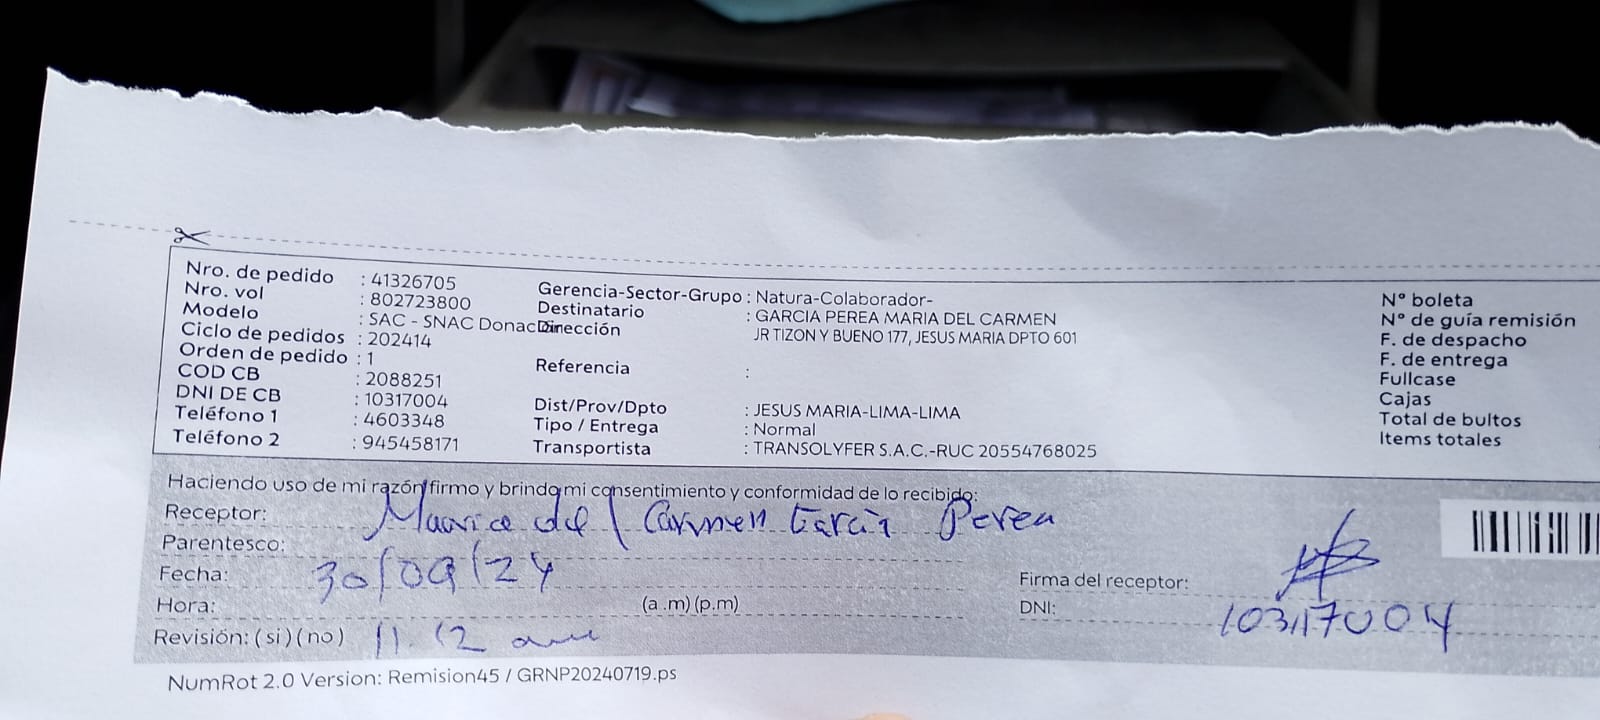 Nro. de pedido : 41326705
Nro. vol : 802723800
Modelo : SAC - SNAC Donac
Ciclo de pedidos : 202414
Orden de pedido : 1
COD CB : 2088251
DNI DE CB : 10317004
Teléfono 1 : 4603348
Teléfono 2 : 945458171
Gerencia-Sector-Grupo : Natura-Colaborador-
Destinatario : GARCIA PEREA MARIA DEL CARMEN
Dirección JR TIZON Y BUENO 177, JESUS MARIA DPTO 601
Referencia :
Dist/Prov/Dpto : JESUS MARIA-LIMA-LIMA
Tipo / Entrega : Normal
Transportista : TRANSOLYFER S.A.C.-RUC 20554768025
N° boleta
N° de guía remisión
F. de despacho
F. de entrega
Fullcase
Cajas
Total de bultos
Items totales
Haciendo uso de mi razón firmo y brindo mi consentimiento y conformidad de lo recibido:
Receptor: Maria del Carmen García Perea
Parentesco:
Fecha: 30/09/24
Hora: (a .m) (p.m)
Revisión: ( si ) ( no ) 11.12 am
Firma del receptor:
DNI: 10317004
NumRot 2.0 Version: Remision45 / GRNP20240719.ps